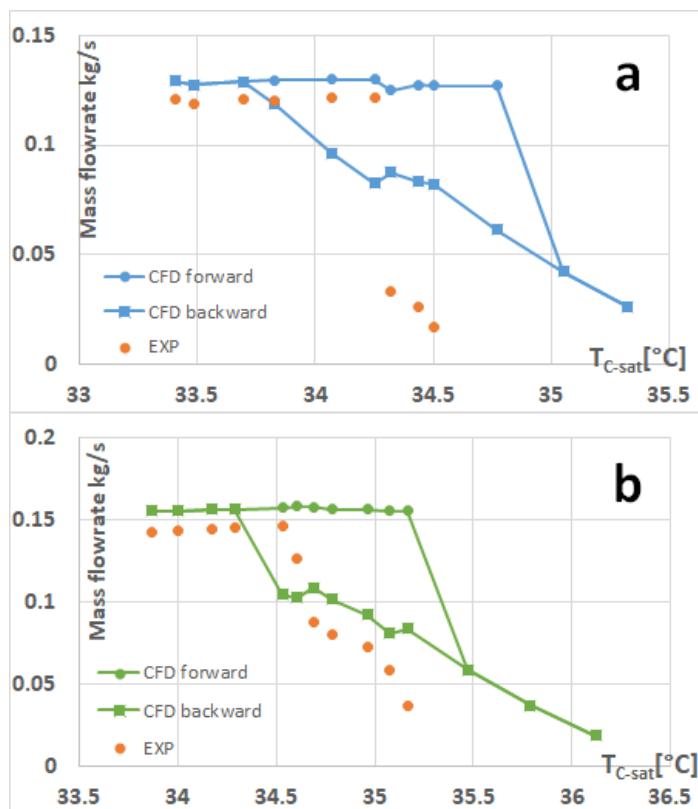 0.15
a
Mass flowrate kg/s
0.1
0.05
CFD forward
CFD backward
EXP
0
T C-sat[°C]
33 33.5 34 34.5 35 35.5
0.2
b
Mass flowrate kg/s
0.15
0.1
0.05
CFD forward
CFD backward
EXP
0
T C-sat[°C]
33.5 34 34.5 35 35.5 36 36.5